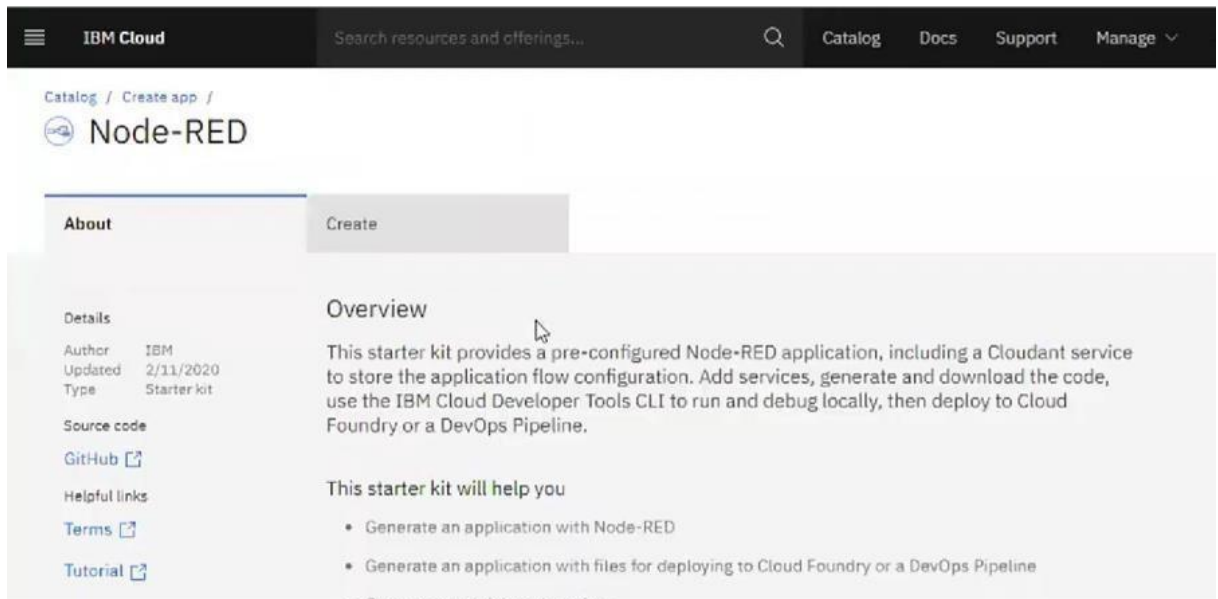 IBM Cloud
Search resources and offerings...
Catalog
Docs
Support
Manage
Catalog / Create app /
Node-RED
About
Create
Details
Author IBM
Updated 2/11/2020
Type Starter kit
Source code
GitHub
Helpful links
Terms
Tutorial
Overview
This starter kit provides a pre-configured Node-RED application, including a Cloudant service
to store the application flow configuration. Add services, generate and download the code,
use the IBM Cloud Developer Tools CLI to run and debug locally, then deploy to Cloud
Foundry or a DevOps Pipeline.
This starter kit will help you
• Generate an application with Node-RED
• Generate an application with files for deploying to Cloud Foundry or a DevOps Pipeline